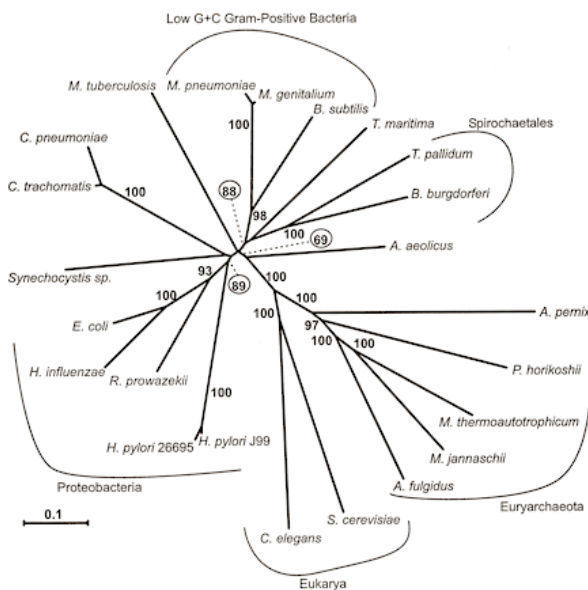 Low G+C Gram-Positive Bacteria
M. tuberculosis
M. pneumoniae
M. genitalium
B. subtilis
T. maritima
Spirochaetales
C. pneumoniae
T. pallidum
C. trachomatis
100
100
88
98
100
B. burgdorferi
69
A. aeolicus
Synechocystis sp.
93
89
100
100
100
100
97
100
100
A. pernix
E. coli
P. horikoshii
H. influenzae
R. prowazekii
100
M. thermoautotrophicum
H. pylori 26695
H. pylori J99
M. jannaschii
A. fulgidus
Proteobacteria
Euryarchaeota
0.1
S. cerevisiae
C. elegans
Eukarya